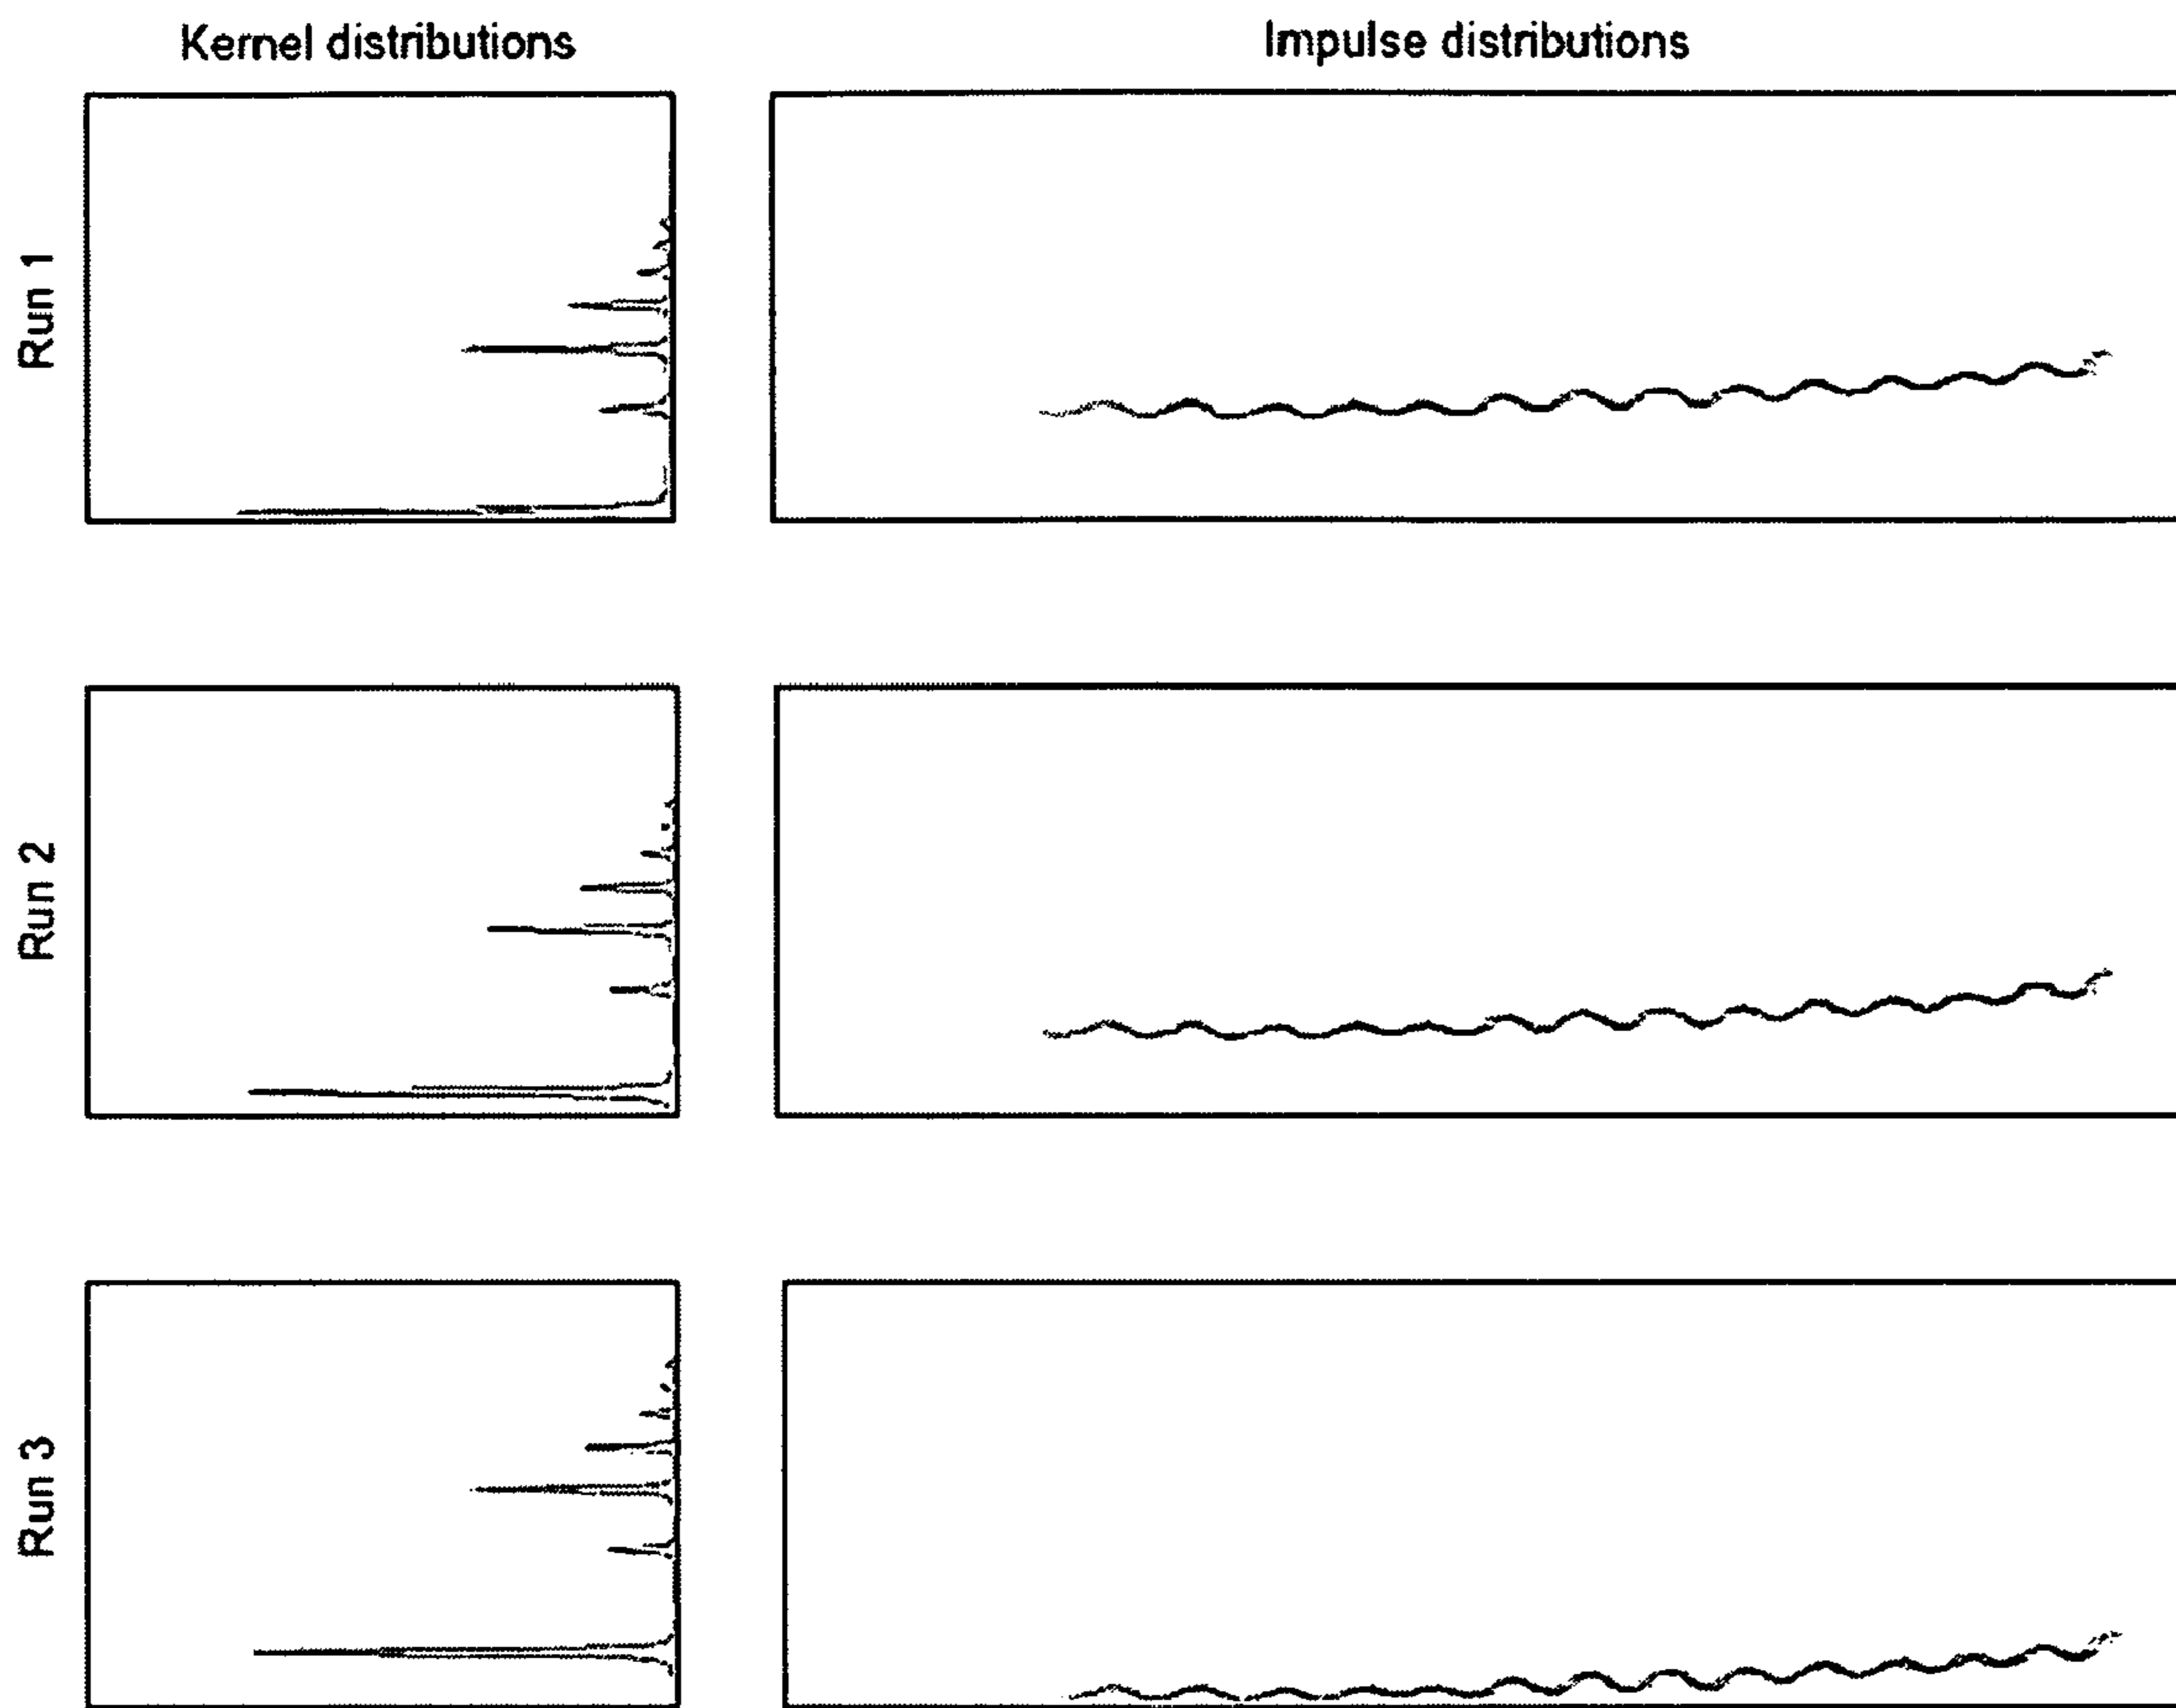 Kernel distributions
Impulse distributions
Run 1
Run 2
Run 3